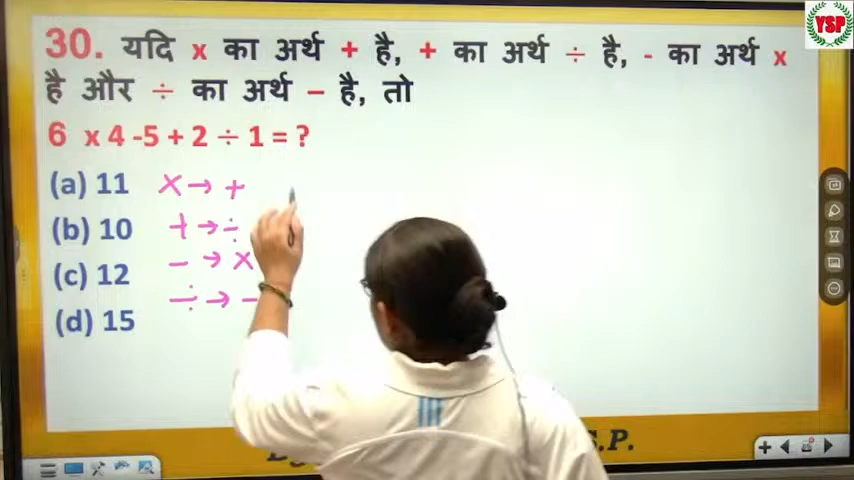 30. यदि x का अर्थ + है, + का अर्थ ÷ है, - का अर्थ x
है और ÷ का अर्थ – है, तो
6 x 4 -5 + 2 ÷ 1 = ?
(a) 11 x → +
(b) 10 + → ÷
(c) 12 − → x
(d) 15 ÷ → −
YSP
.P.